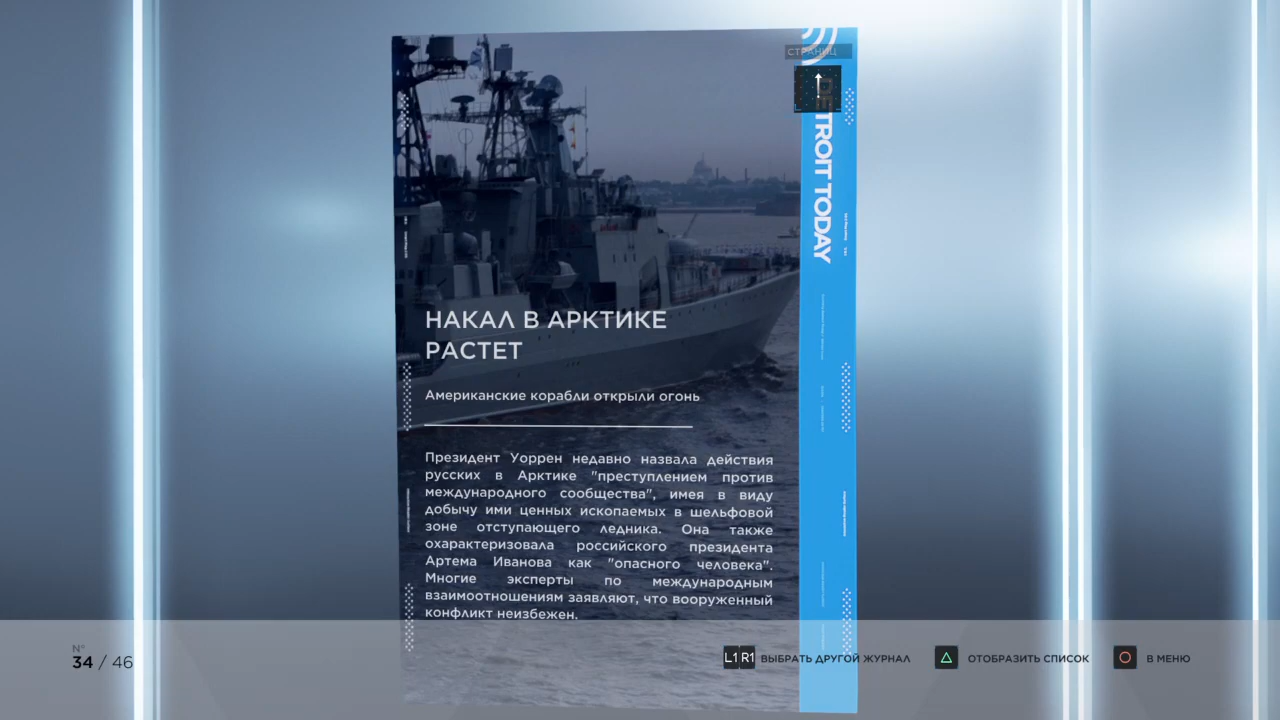 СТРАНИЦ
DETROIT TODAY
НАКАЛ В АРКТИКЕ
РАСТЕТ
Американские корабли открыли огонь
Президент Уоррен недавно назвала действия
русских в Арктике "преступлением против
международного сообщества", имея в виду
добычу ими ценных ископаемых в шельфовой
зоне отступающего ледника. Она также
охарактеризовала российского президента
Артема Иванова как "опасного человека".
Многие эксперты по международным
взаимоотношениям заявляют, что вооруженный
конфликт неизбежен.
N°
34 / 46
L1 R1 ВЫБРАТЬ ДРУГОЙ ЖУРНАЛ
ОТОБРАЗИТЬ СПИСОК
В МЕНЮ